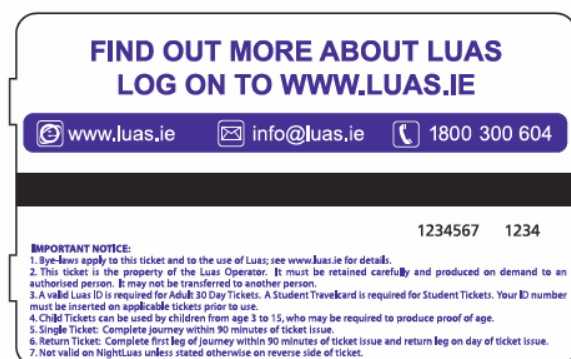 FIND OUT MORE ABOUT LUAS
LOG ON TO WWW.LUAS.IE
www.luas.ie info@luas.ie 1800 300 604
1234567 1234
IMPORTANT NOTICE:
1. Bye-laws apply to this ticket and to the use of Luas; see www.luas.ie for details.
2. This ticket is the property of the Luas Operator. It must be retained carefully and produced on demand to an
authorised person. It may not be transferred to another person.
3. A valid Luas ID is required for Adult 30 Day Tickets. A Student Travelcard is required for Student Tickets. Your ID number
must be inserted on applicable tickets prior to use.
4. Child Tickets can be used by children from age 3 to 15, who may be required to produce proof of age.
5. Single Ticket: Complete journey within 90 minutes of ticket issue.
6. Return Ticket: Complete first leg of journey within 90 minutes of ticket issue and return leg on day of ticket issue.
7. Not valid on NightLuas unless stated otherwise on reverse side of ticket.